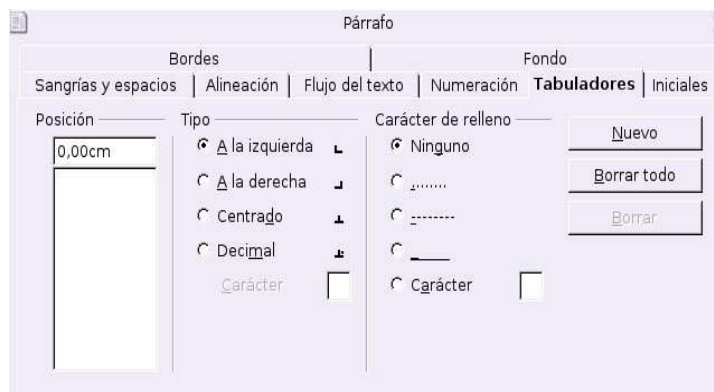 Párrafo
Bordes Fondo
Sangrías y espacios Alineación Flujo del texto Numeración Tabuladores Iniciales
Posición Tipo Carácter de relleno
0,00cm A la izquierda Ninguno Nuevo
A la derecha ........ Borrar todo
Centrado -------- Borrar
Decimal _____
Carácter Carácter